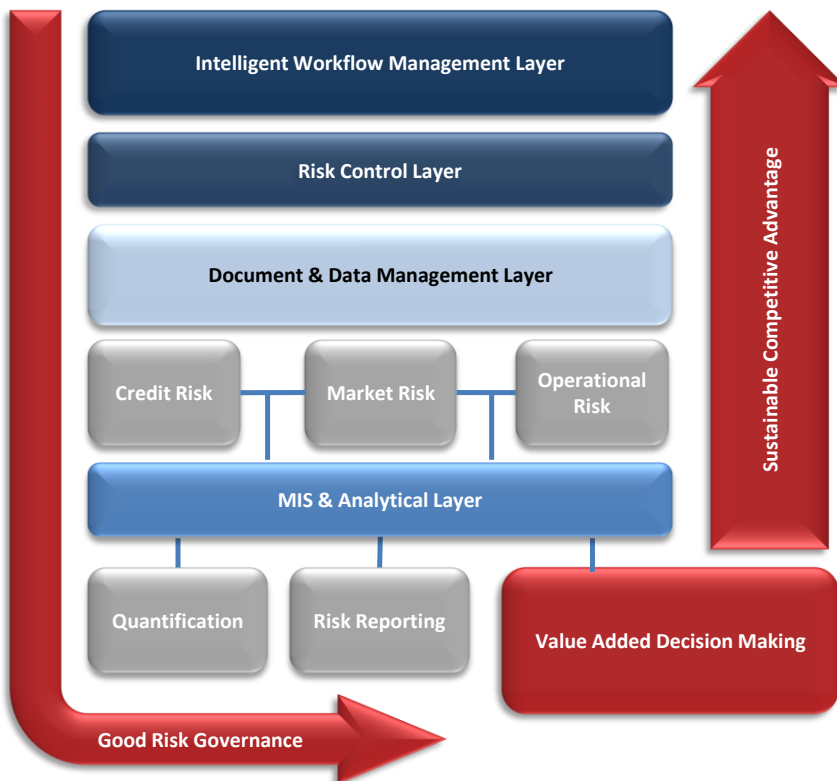 Intelligent Workflow Management Layer
Risk Control Layer
Document & Data Management Layer
Credit Risk
Market Risk
Operational
Risk
MIS & Analytical Layer
Quantification
Risk Reporting
Value Added Decision Making
Good Risk Governance
Sustainable Competitive Advantage